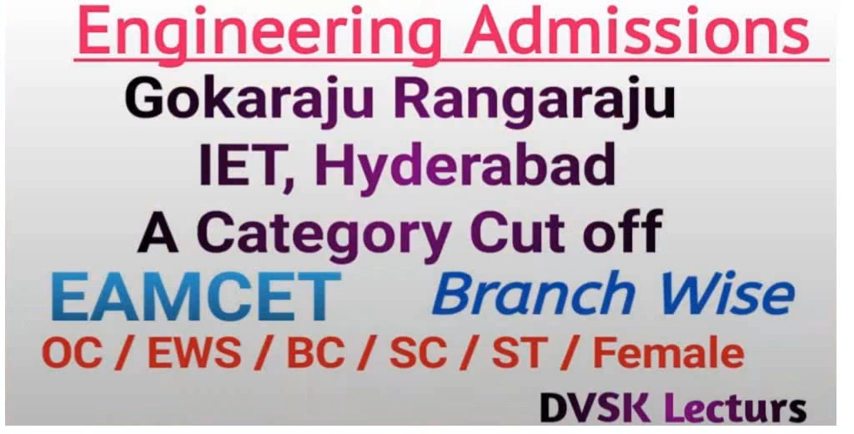 Engineering Admissions
Gokaraju Rangaraju
IET, Hyderabad
A Category Cut off
EAMCET Branch Wise
OC / EWS / BC / SC / ST / Female
DVSK Lecturs